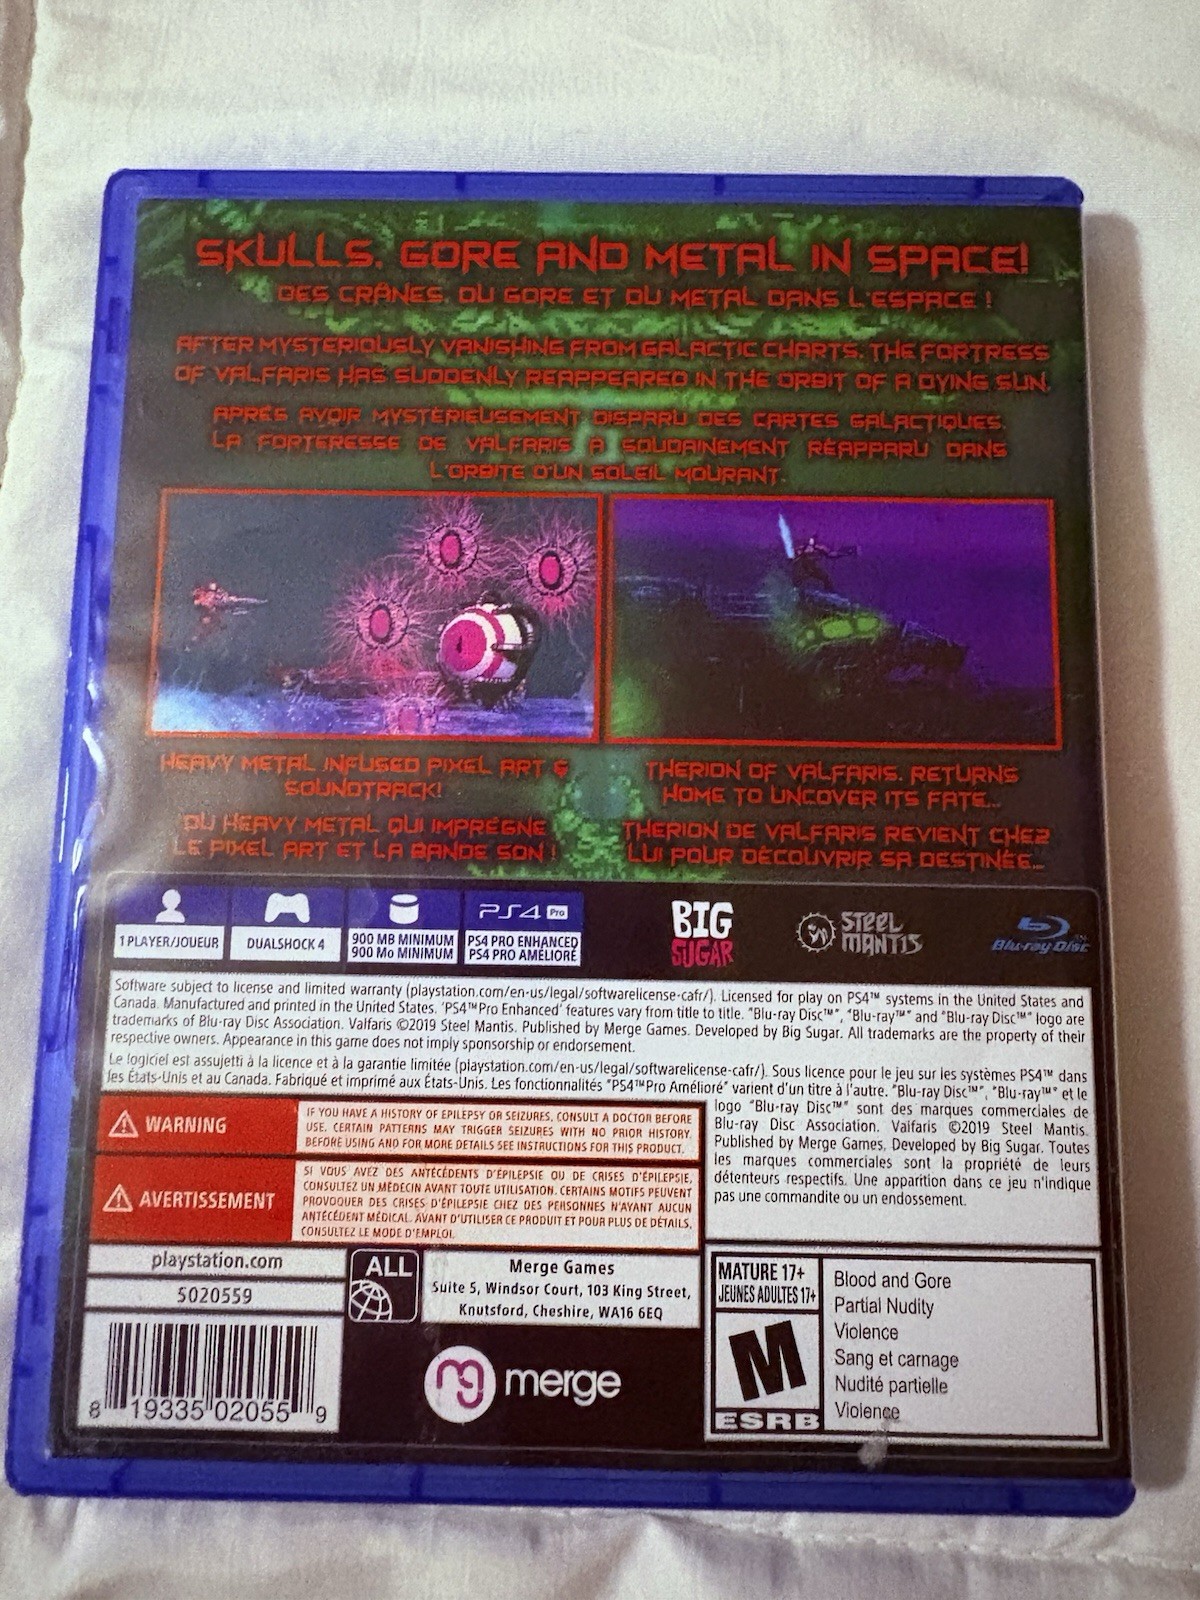 SKULLS, GORE AND METAL IN SPACE!
DES CRÂNES, DU GORE ET DU METAL DANS L'ESPACE !
AFTER MYSTERIOUSLY VANISHING FROM GALACTIC CHARTS, THE FORTRESS
OF VALFARIS HAS SUDDENLY REAPPEARED IN THE ORBIT OF A DYING SUN.
APRÈS AVOIR MYSTÉRIEUSEMENT DISPARU DES CARTES GALACTIQUES,
LA FORTERESSE DE VALFARIS A SOUDAINEMENT RÉAPPARU DANS
L'ORBITE D'UN SOLEIL MOURANT.
HEAVY METAL INFUSED PIXEL ART &
SOUNDTRACK!
DU HEAVY METAL QUI IMPRÈGNE
LE PIXEL ART ET LA BANDE SON !
THERION OF VALFARIS, RETURNS
HOME TO UNCOVER ITS FATE...
THERION DE VALFARIS REVIENT CHEZ
LUI POUR DÉCOUVRIR SA DESTINÉE...
1 PLAYER/JOUEUR
DUALSHOCK 4
900 MB MINIMUM
900 Mo MINIMUM
PS4 Pro
PS4 PRO ENHANCED
PS4 PRO AMÉLIORÉ
BIG
SUGAR
STEEL
MANTIS
Blu-ray Disc
Software subject to license and limited warranty (playstation.com/en-us/legal/softwarelicense-cafr/). Licensed for play on PS4™ systems in the United States and
Canada. Manufactured and printed in the United States. 'PS4™Pro Enhanced' features vary from title to title. "Blu-ray Disc™", "Blu-ray™" and "Blu-ray Disc™" logo are
trademarks of Blu-ray Disc Association. Valfaris ©2019 Steel Mantis. Published by Merge Games. Developed by Big Sugar. All trademarks are the property of their
respective owners. Appearance in this game does not imply sponsorship or endorsement.
Le logiciel est assujetti à la licence et à la garantie limitée (playstation.com/en-us/legal/softwarelicense-cafr/). Sous licence pour le jeu sur les systèmes PS4™ dans
les États-Unis et au Canada. Fabriqué et imprimé aux États-Unis. Les fonctionnalités "PS4™Pro Amélioré" varient d'un titre à l'autre. "Blu-ray Disc™", "Blu-ray™" et le
logo "Blu-ray Disc™" sont des marques commerciales de
Blu-ray Disc Association. Valfaris ©2019 Steel Mantis.
Published by Merge Games, Developed by Big Sugar. Toutes
les marques commerciales sont la propriété de leurs
détenteurs respectifs. Une apparition dans ce jeu n'indique
pas une commandite ou un endossement.
WARNING
IF YOU HAVE A HISTORY OF EPILEPSY OR SEIZURES, CONSULT A DOCTOR BEFORE
USE. CERTAIN PATTERNS MAY TRIGGER SEIZURES WITH NO PRIOR HISTORY.
BEFORE USING AND FOR MORE DETAILS SEE INSTRUCTIONS FOR THIS PRODUCT.
AVERTISSEMENT
SI VOUS AVEZ DES ANTÉCÉDENTS D'ÉPILEPSIE OU DE CRISES D'ÉPILEPSIE,
CONSULTEZ UN MÉDECIN AVANT TOUTE UTILISATION. CERTAINS MOTIFS PEUVENT
PROVOQUER DES CRISES D'ÉPILEPSIE CHEZ DES PERSONNES N'AYANT AUCUN
ANTÉCÉDENT MÉDICAL. AVANT D'UTILISER CE PRODUIT ET POUR PLUS DE DÉTAILS,
CONSULTEZ LE MODE D'EMPLOI.
playstation.com
5020559
8 19335 02055 9
ALL
Merge Games
Suite 5, Windsor Court, 103 King Street,
Knutsford, Cheshire, WA16 6EQ
merge
MATURE 17+
JEUNES ADULTES 17+
M
ESRB
Blood and Gore
Partial Nudity
Violence
Sang et carnage
Nudité partielle
Violence